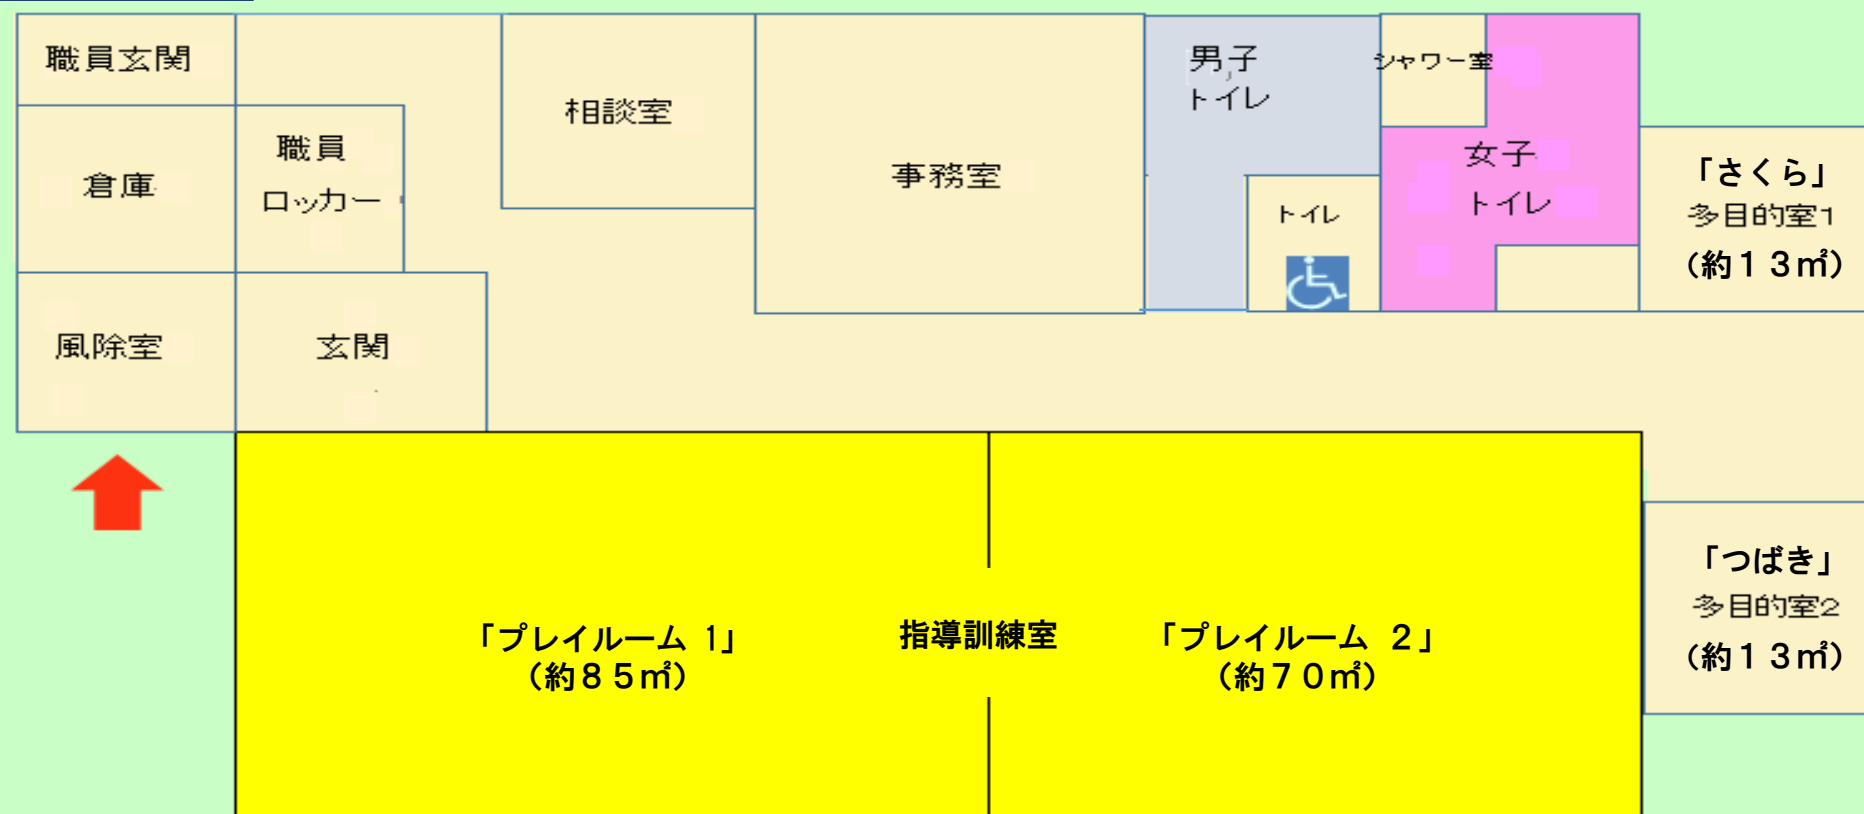 職員玄関
倉庫
職員
ロッカー
風除室
玄関
相談室
事務室
男子
トイレ
トイレ
シャワー室
女子
トイレ
「さくら」
多目的室1
（約１３㎡）
「プレイルーム 1」
（約８５㎡）
指導訓練室
「プレイルーム ２」
（約７０㎡）
「つばき」
多目的室2
（約１３㎡）